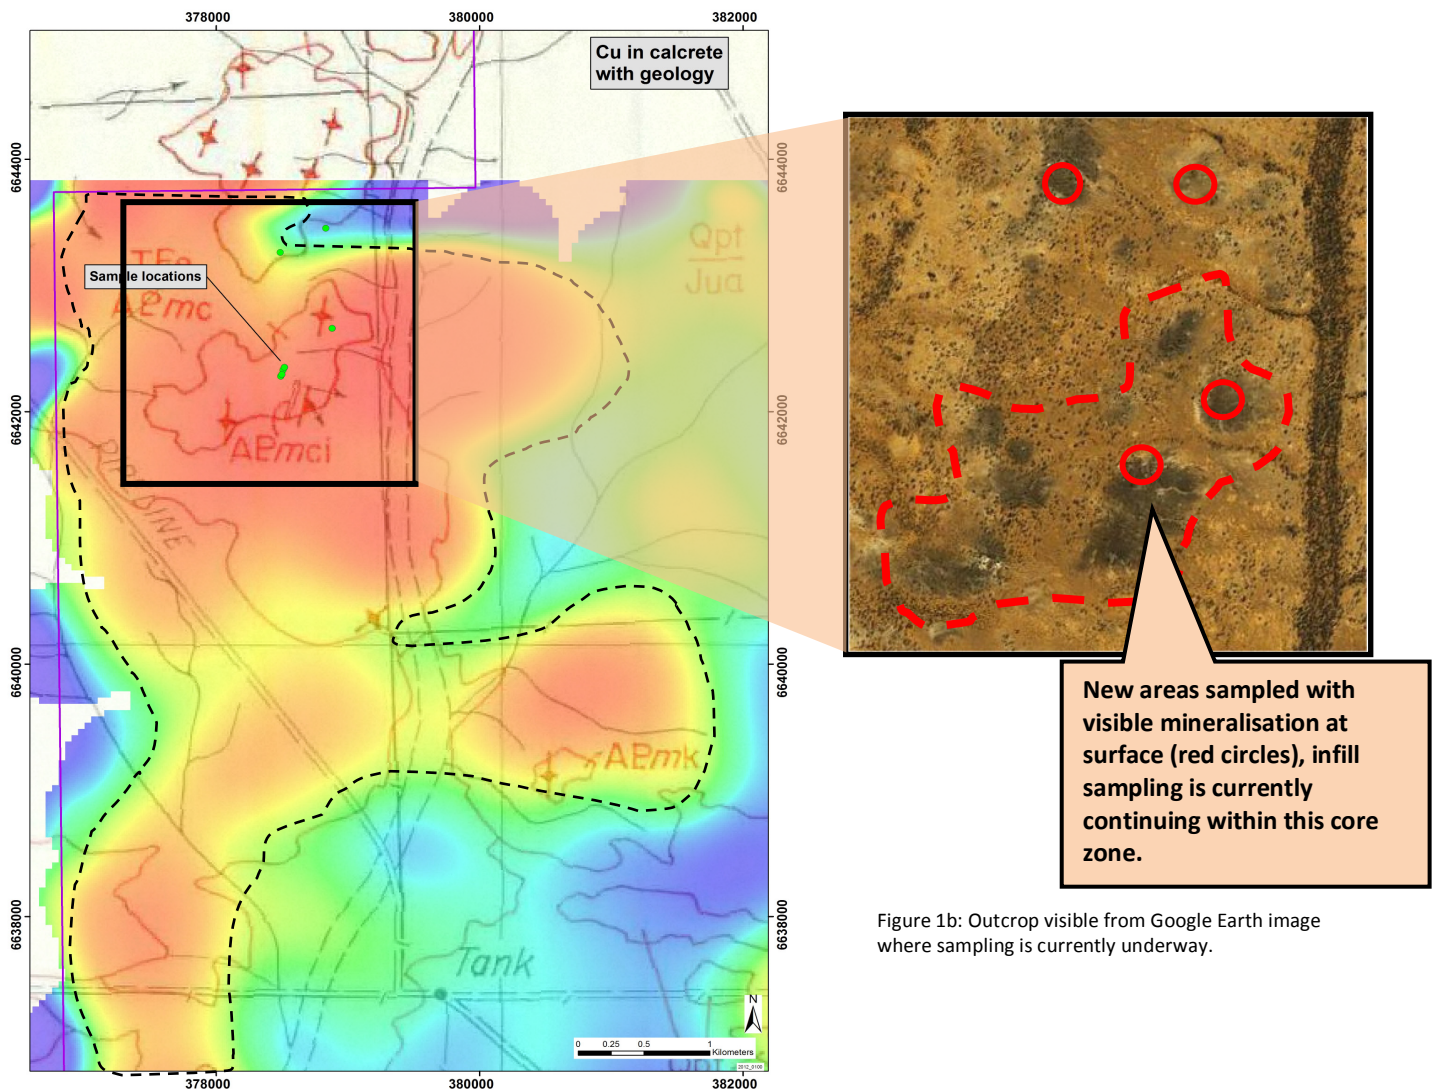 378000
380000
382000
Cu in calcrete
with geology
6644000
6644000
Qpt
Jua
Sample locations
AEmc
6642000
6642000
AEmci
BINE
6640000
6640000
AEmk
New areas sampled with
visible mineralisation at
surface (red circles), infill
sampling is currently
continuing within this core
zone.
Figure 1b: Outcrop visible from Google Earth image
where sampling is currently underway.
6638000
6638000
Tank
N
0 0.25 0.5 1
Kilometers
2012_0100
378000
380000
382000